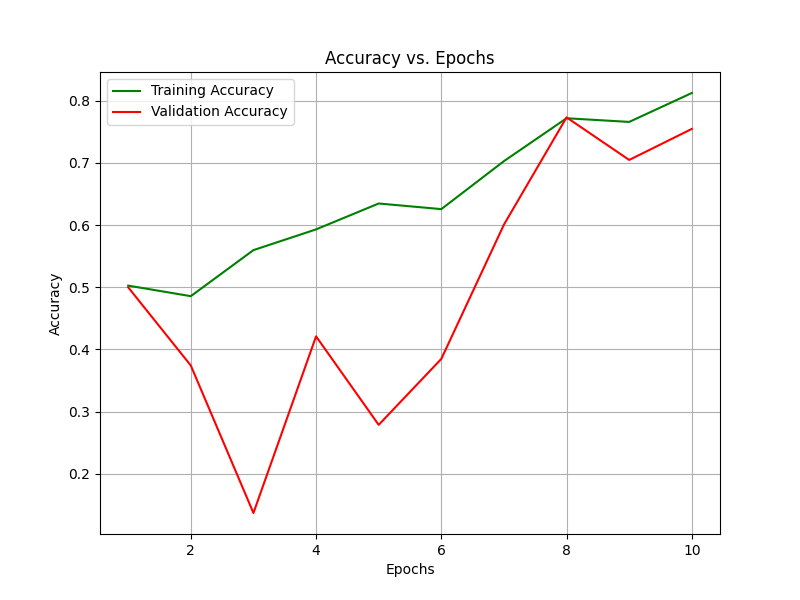 Accuracy vs. Epochs
Training Accuracy
Validation Accuracy
0.8
0.7
0.6
0.5
0.4
0.3
0.2
Accuracy
2 4 6 8 10
Epochs